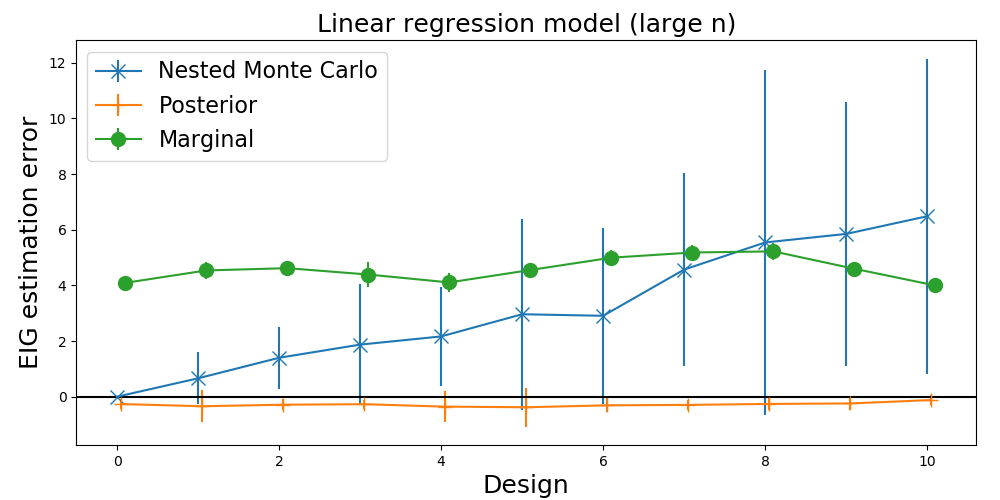 Linear regression model (large n)
Nested Monte Carlo
Posterior
Marginal
EIG estimation error
12
10
8
6
4
2
0
0 2 4 6 8 10
Design